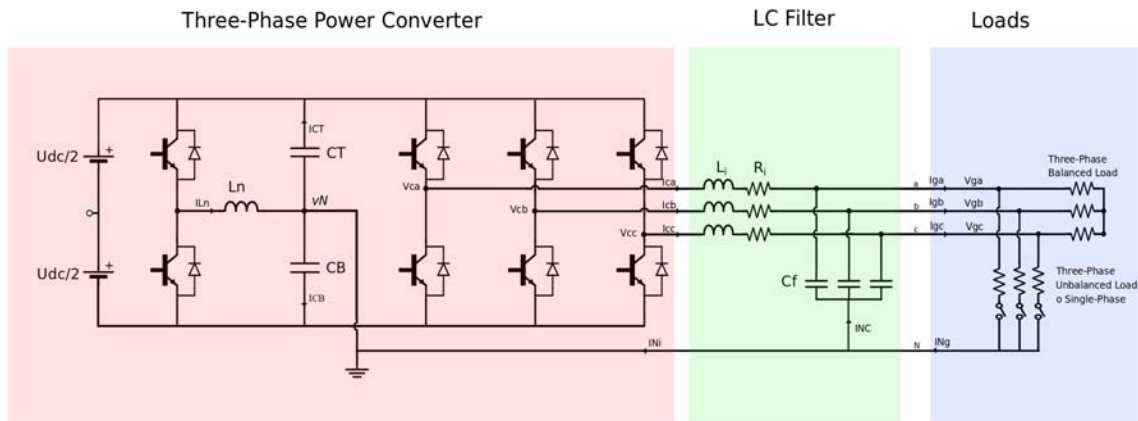 Three-Phase Power Converter
LC Filter
Loads
Udc/2
+
Udc/2
+
Ln
ILn
ICT
CT
vN
CB
ICB
Vca
Vcb
Vcc
Ica
Icb
Icc
Li
Ri
Cf
INC
INi
a
b
c
N
Iga
Igb
Igc
INg
Vga
Vgb
Vgc
Three-Phase
Balanced Load
Three-Phase
Unbalanced Load
o Single-Phase